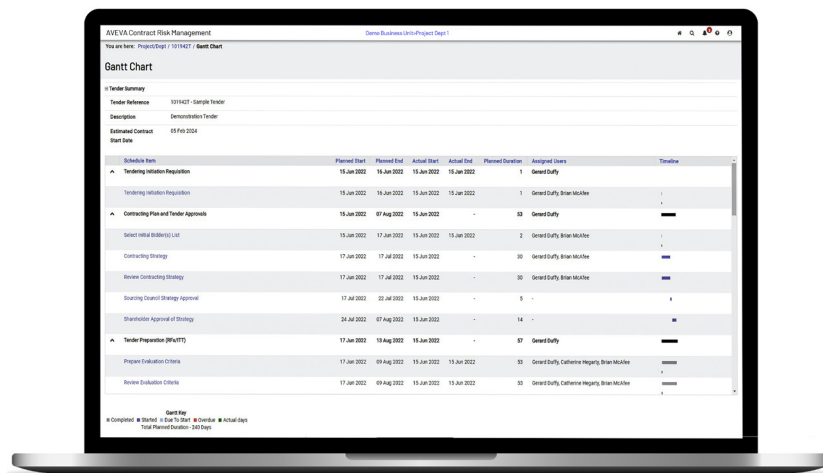 AVEVA Contract Risk Management
Demo Business Unit>Project Dept 1
You are here: Project/Dept / 101942T / Gantt Chart
Gantt Chart
Tender Summary
Tender Reference 101942T - Sample Tender
Description Demonstration Tender
Estimated Contract Start Date 05 Feb 2024
Schedule Item Planned Start Planned End Actual Start Actual End Planned Duration Assigned Users Timeline
Tendering Initiation Requisition 15 Jun 2022 16 Jun 2022 15 Jun 2022 15 Jun 2022 1 Gerard Duffy
Tendering Initiation Requisition 15 Jun 2022 16 Jun 2022 15 Jun 2022 15 Jun 2022 1 Gerard Duffy, Brian McAfee
Contracting Plan and Tender Approvals 15 Jun 2022 07 Aug 2022 15 Jun 2022 - 53 Gerard Duffy
Select Initial Bidder(s) List 15 Jun 2022 17 Jun 2022 15 Jun 2022 15 Jun 2022 2 Gerard Duffy, Brian McAfee
Contracting Strategy 17 Jun 2022 17 Jul 2022 15 Jun 2022 - 30 Gerard Duffy, Brian McAfee
Review Contracting Strategy 17 Jun 2022 17 Jul 2022 15 Jun 2022 - 30 Gerard Duffy, Brian McAfee
Sourcing Council Strategy Approval 17 Jul 2022 22 Jul 2022 15 Jun 2022 - 5 -
Shareholder Approval of Strategy 24 Jul 2022 07 Aug 2022 15 Jun 2022 - 14 -
Tender Preparation (RFx/ITT) 17 Jun 2022 13 Aug 2022 15 Jun 2022 - 57 Gerard Duffy
Prepare Evaluation Criteria 17 Jun 2022 09 Aug 2022 15 Jun 2022 15 Jun 2022 53 Gerard Duffy, Catherine Hegarty, Brian McAfee
Review Evaluation Criteria 17 Jun 2022 09 Aug 2022 15 Jun 2022 15 Jun 2022 53 Gerard Duffy, Catherine Hegarty, Brian McAfee
Gantt Key
Completed Started Due To Start Overdue Actual days
Total Planned Duration - 240 Days